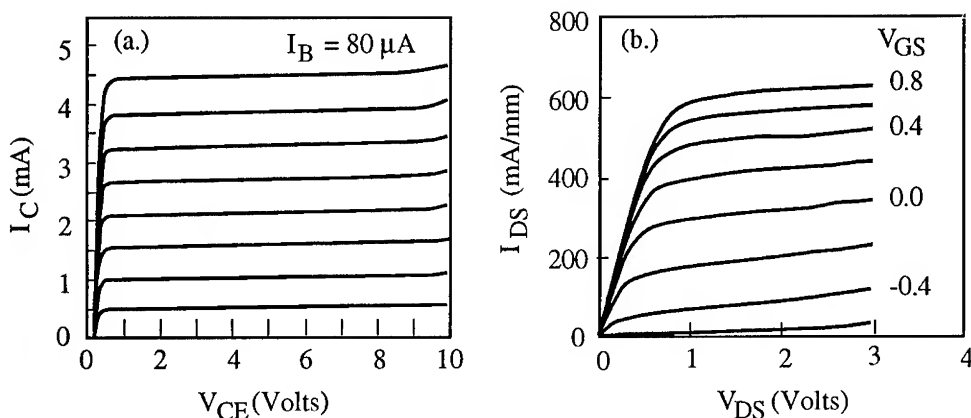 (a.)
I_B = 80 µA
5
4
3
2
1
0
I_C (mA)
0 2 4 6 8 10
V_CE (Volts)
(b.)
V_GS
800
600
400
200
0
I_DS (mA/mm)
0.8
0.4
0.0
-0.4
0 1 2 3 4
V_DS (Volts)